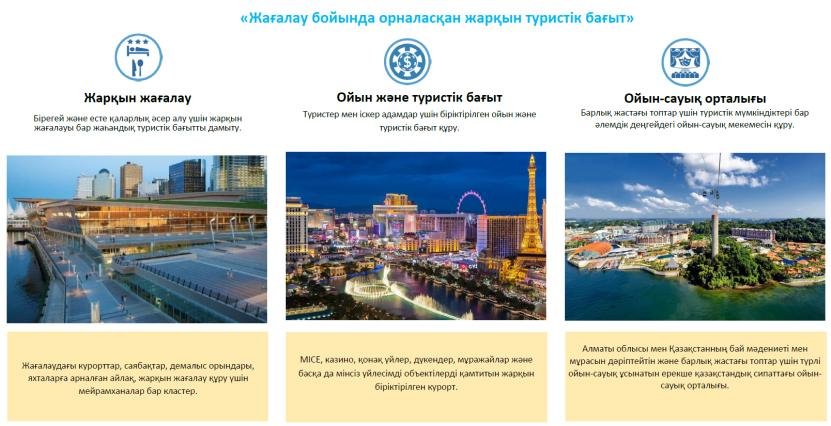 «Жағалау бойында орналасқан жарқын туристік бағыт»
Жарқын жағалау
Бірегей және есте қаларлық әсер алу үшін жарқын
жағалауы бар жаһандық туристік бағытты дамыту.
Ойын және туристік бағыт
Туристер мен іскер адамдар үшін біріктірілген ойын және
туристік бағыт құру.
Ойын-сауық орталығы
Барлық жастағы топтар үшін туристік мүмкіндіктері бар
әлемдік деңгейдегі ойын-сауық мекемесін құру.
Жағалаудағы курорттар, саябақтар, демалыс орындары,
яхталарға арналған айлақ, жарқын жағалау құру үшін
мейрамханалар бар кластер.
MICE, казино, қонақ үйлер, дүкендер, мұражайлар және
басқа да мінсіз үйлесімді объектілерді қамтитын жарқын
біріктірілген курорт.
Алматы облысы мен Қазақстанның бай мәдениеті мен
мұрасын дәріптейтін және барлық жастағы топтар үшін түрлі
ойын-сауық ұсынатын ерекше қазақстандық сипаттағы ойын-
сауық орталығы.